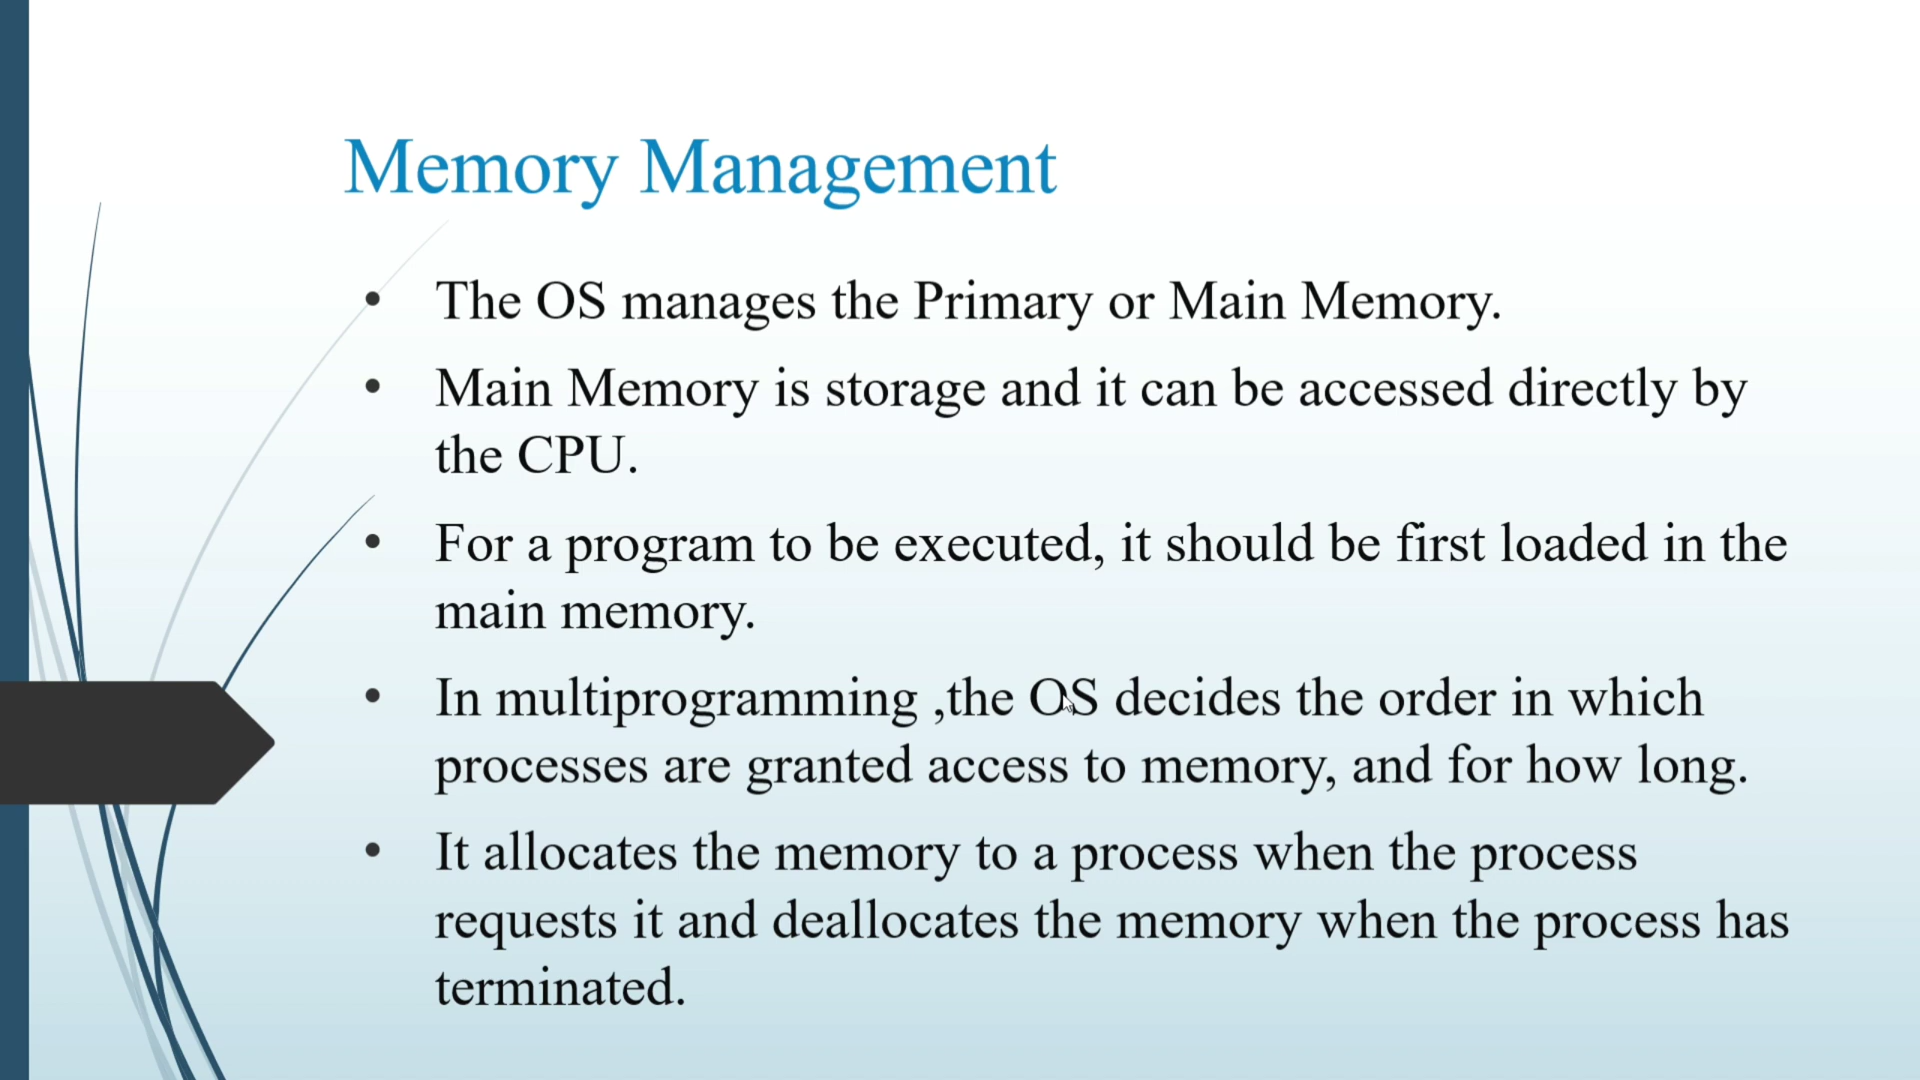 Memory Management
• The OS manages the Primary or Main Memory.
• Main Memory is storage and it can be accessed directly by
the CPU.
• For a program to be executed, it should be first loaded in the
main memory.
• In multiprogramming ,the OS decides the order in which
processes are granted access to memory, and for how long.
• It allocates the memory to a process when the process
requests it and deallocates the memory when the process has
terminated.